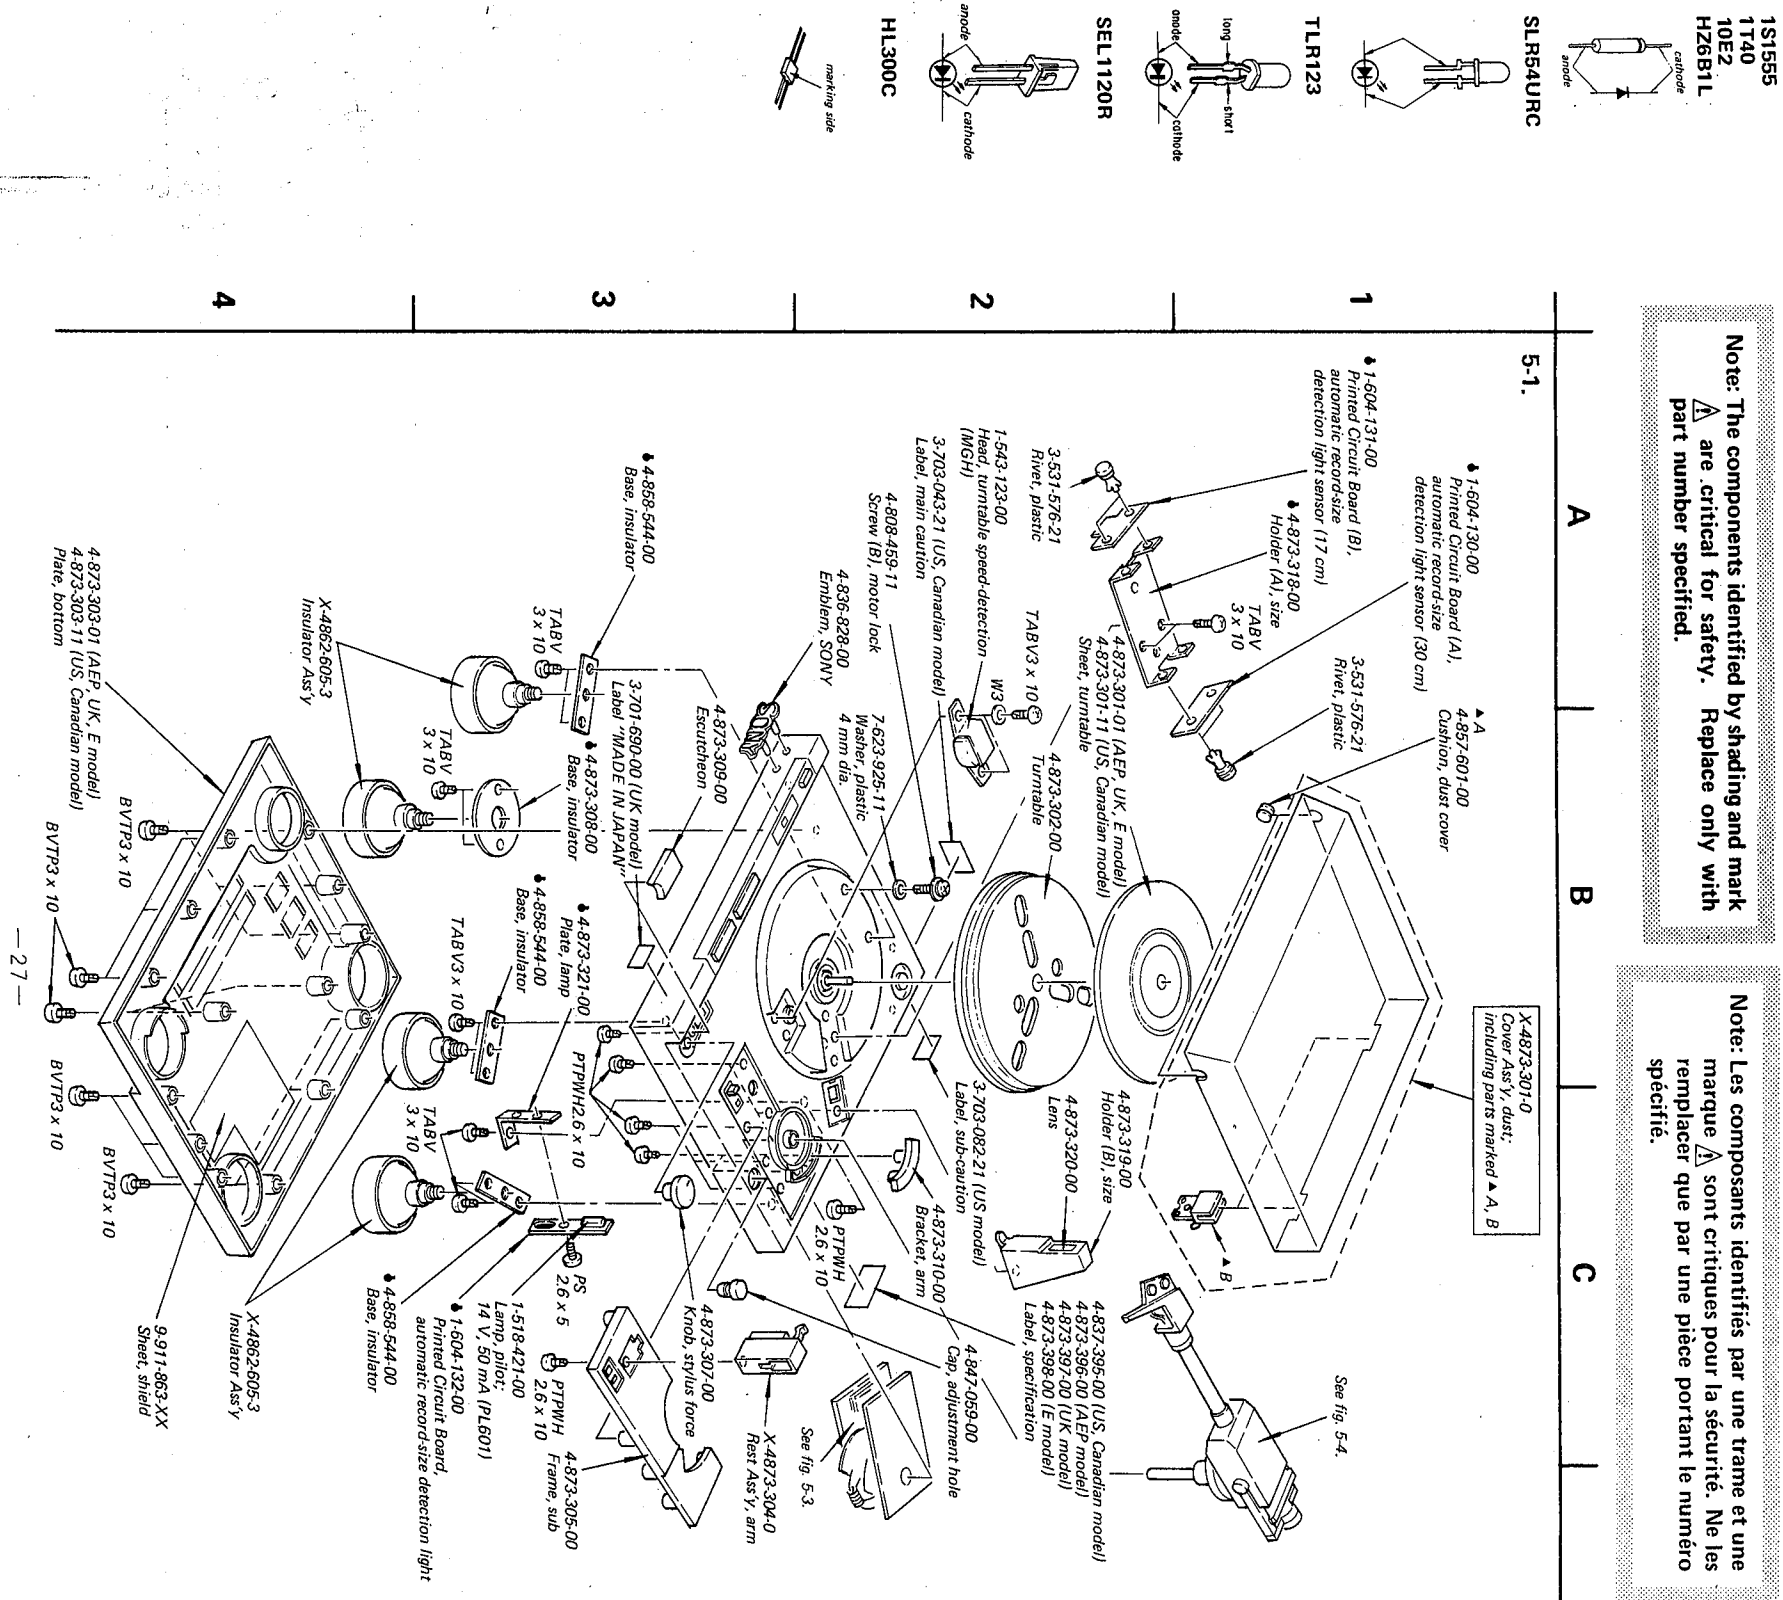 1S1555
1T40
10E2
HZ6B1L
cathode
anode
SLR54URC
TLR123
long
short
anode
cathode
SEL1120R
anode
cathode
HL300C
marking side
Note: The components identified by shading and mark
⚠ are critical for safety. Replace only with
part number specified.
Note: Les composants identifiés par une trame et une
marque ⚠ sont critiques pour la sécurité. Ne les
remplacer que par une pièce portant le numéro
spécifié.
A
B
C
1
2
3
4
5-1.
1-604-130-00
Printed Circuit Board (A),
automatic record-size
detection light sensor (30 cm)
1-604-131-00
Printed Circuit Board (B),
automatic record-size
detection light sensor (17 cm)
4-873-318-00
Holder (A), size
TABV
3 x 10
3-531-576-21
Rivet, plastic
3-531-576-21
Rivet, plastic
▲ A
4-857-601-00
Cushion, dust cover
X-4873-301-0
Cover Ass'y, dust;
including parts marked ▲ A, B
▲ B
See fig. 5-4.
4-873-301-01 (AEP, UK, E model)
4-873-301-11 (US, Canadian model)
Sheet, turntable
4-873-302-00
Turntable
4-873-319-00
Holder (B), size
4-873-320-00
Lens
4-837-395-00 (US, Canadian model)
4-873-396-00 (AEP model)
4-873-397-00 (UK model)
4-873-398-00 (E model)
Label, specification
TABV3 x 10
W3
1-543-123-00
Head, turntable speed-detection
(MGH)
3-703-043-21 (US, Canadian model)
Label, main caution
4-808-459-11
Screw (B), motor lock
7-623-925-11
Washer, plastic
4 mm dia.
4-836-828-00
Emblem, SONY
SONY
3-703-082-21 (US model)
Label, sub-caution
4-873-310-00
Bracket, arm
4-847-059-00
Cap, adjustment hole
PTPWH
2.6 x 10
See fig. 5-3.
X-4873-304-0
Rest Ass'y, arm
4-873-307-00
Knob, stylus force
4-873-309-00
Escutcheon
3-701-690-00 (UK model)
Label "MADE IN JAPAN"
4-858-544-00
Base, insulator
TABV
3 x 10
4-873-308-00
Base, insulator
4-873-321-00
Plate, lamp
4-858-544-00
Base, insulator
PTPWH2.6 x 10
PS
2.6 x 5
PTPWH
2.6 x 10
4-873-305-00
Frame, sub
1-518-421-00
Lamp, pilot;
14 V, 50 mA (PL601)
1-604-132-00
Printed Circuit Board,
automatic record-size detection light
4-858-544-00
Base, insulator
TABV
3 x 10
TABV3 x 10
TABV
3 x 10
X-4862-605-3
Insulator Ass'y
X-4862-605-3
Insulator Ass'y
9-911-863-XX
Sheet, shield
4-873-303-01 (AEP, UK, E model)
4-873-303-11 (US, Canadian model)
Plate, bottom
BVTP3 x 10
BVTP3 x 10
BVTP3 x 10
BVTP3 x 10
— 27 —